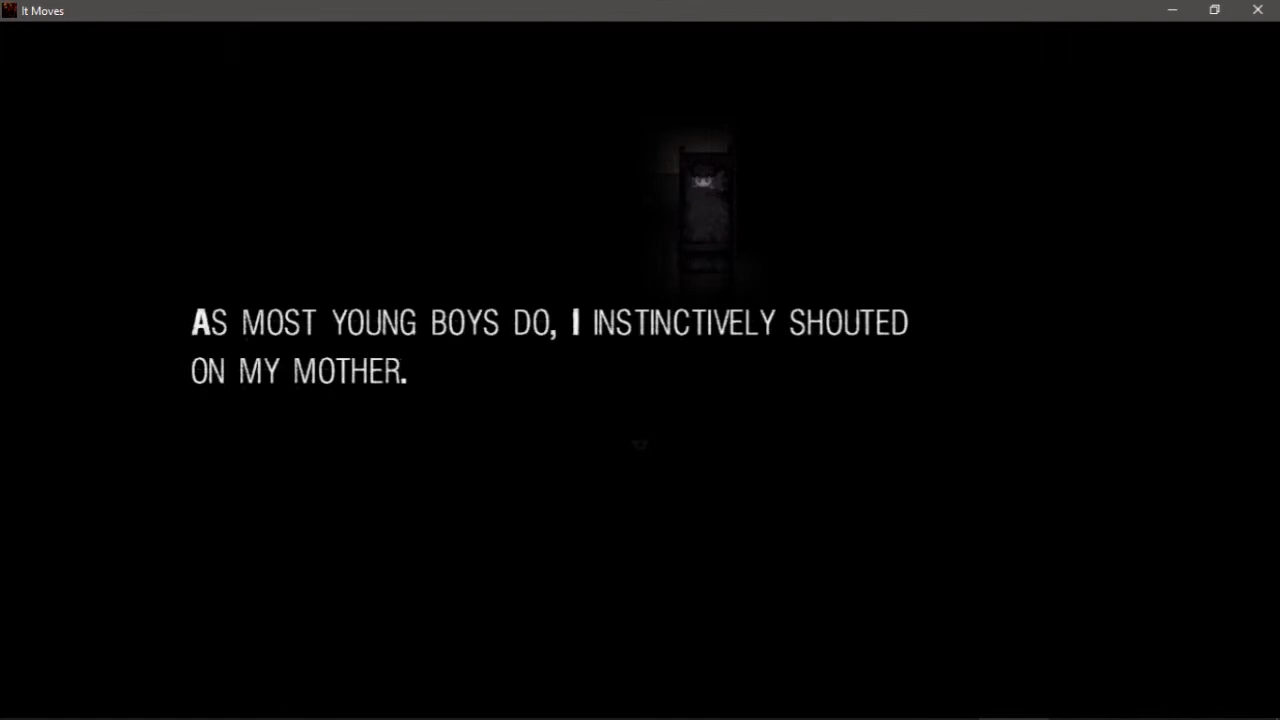 It Moves
AS MOST YOUNG BOYS DO, I INSTINCTIVELY SHOUTED
ON MY MOTHER.